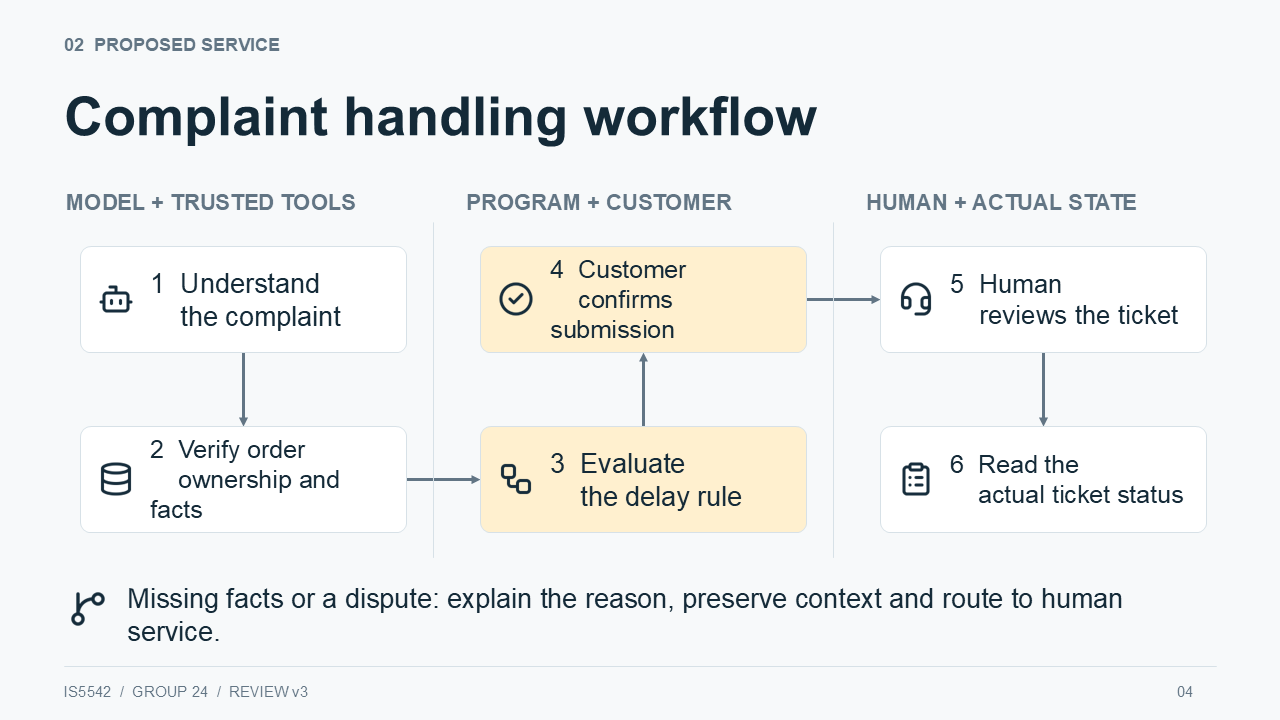 02 PROPOSED SERVICE
Complaint handling workflow
MODEL + TRUSTED TOOLS
PROGRAM + CUSTOMER
HUMAN + ACTUAL STATE
1 Understand
the complaint
2 Verify order
ownership and
facts
3 Evaluate
the delay rule
4 Customer
confirms
submission
5 Human
reviews the ticket
6 Read the
actual ticket status
Missing facts or a dispute: explain the reason, preserve context and route to human
service.
IS5542 / GROUP 24 / REVIEW v3
04